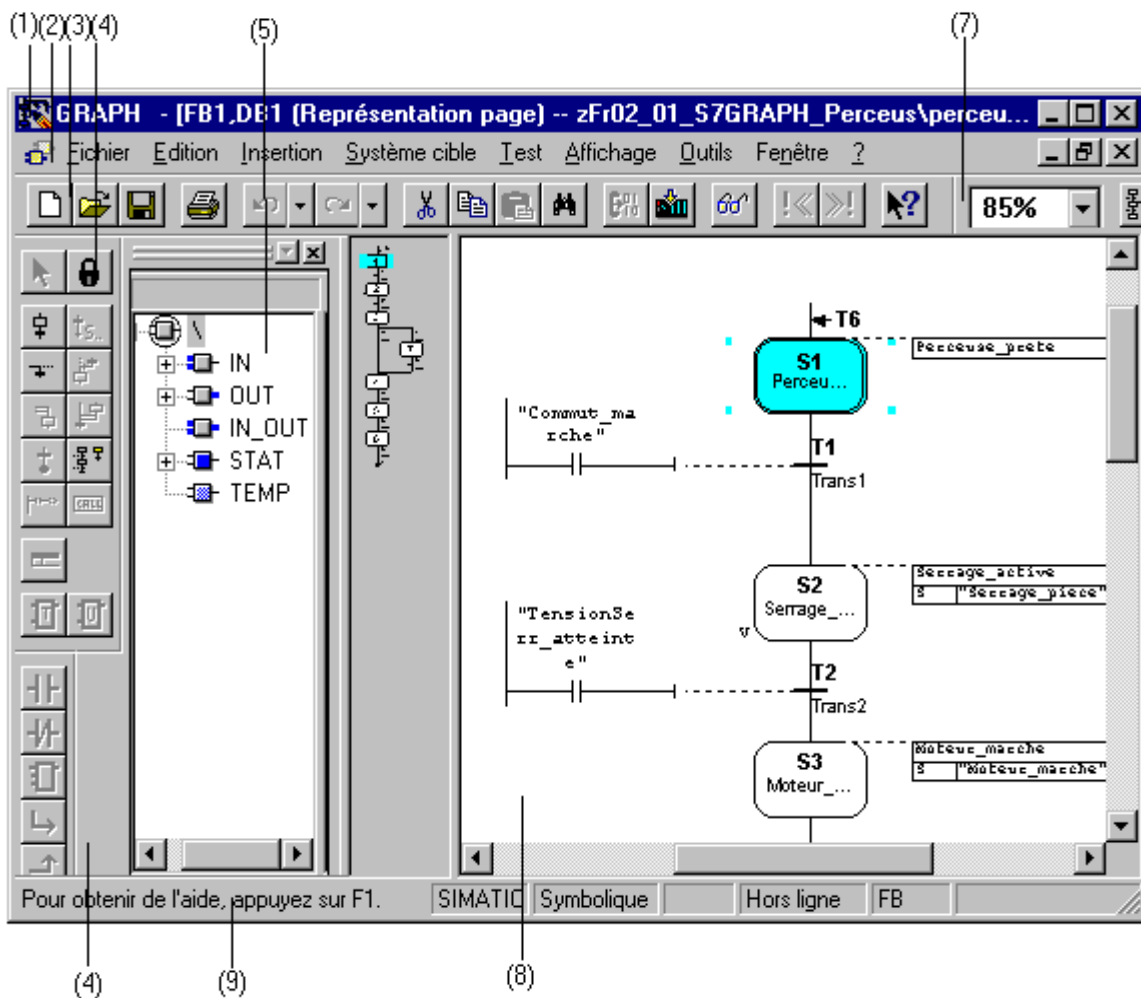 (1)(2)(3)(4) (5) (7)
GRAPH - [FB1,DB1 (Représentation page) -- zFr02_01_S7GRAPH_Perceus\perceu...
Fichier Edition Insertion Système cible Test Affichage Outils Fenêtre ?
85%
\
IN
OUT
IN_OUT
STAT
TEMP
T6
S1
Perceu...
Perceuse_prete
"Commut_ma
rche"
T1
Trans1
S2
Serrage_...
Serrage_active
S "Serrage_piece"
v
"TensionSe
rr_atteint
e"
T2
Trans2
S3
Moteur_...
Moteur_marche
S "Moteur_marche"
Pour obtenir de l'aide, appuyez sur F1. SIMATIC Symbolique Hors ligne FB
(4) (9) (8)